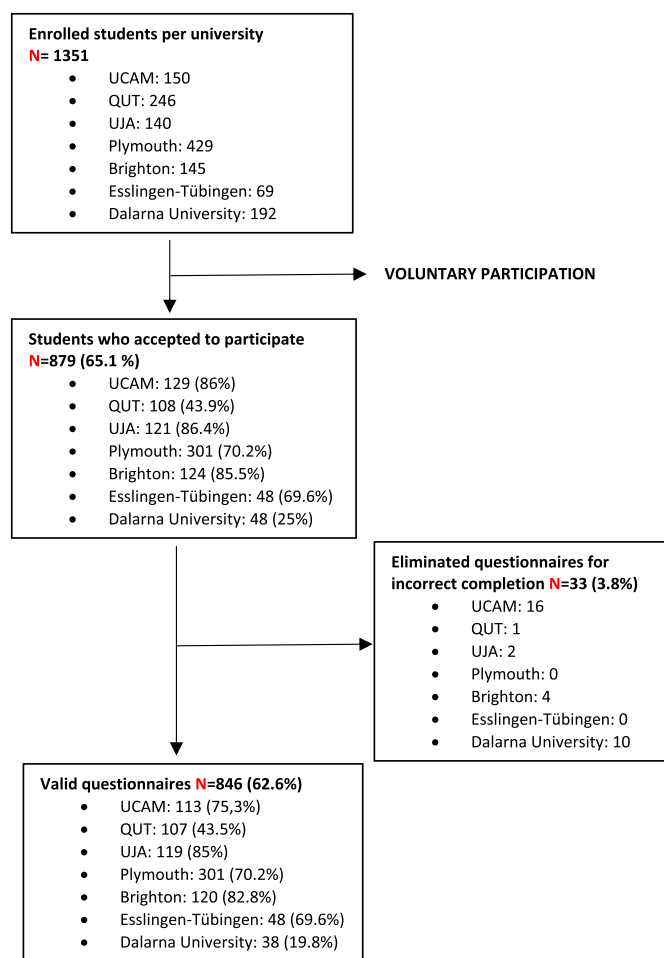 Enrolled students per university
N= 1351
• UCAM: 150
• QUT: 246
• UJA: 140
• Plymouth: 429
• Brighton: 145
• Esslingen-Tübingen: 69
• Dalarna University: 192
VOLUNTARY PARTICIPATION
Students who accepted to participate
N=879 (65.1 %)
• UCAM: 129 (86%)
• QUT: 108 (43.9%)
• UJA: 121 (86.4%)
• Plymouth: 301 (70.2%)
• Brighton: 124 (85.5%)
• Esslingen-Tübingen: 48 (69.6%)
• Dalarna University: 48 (25%)
Eliminated questionnaires for
incorrect completion N=33 (3.8%)
• UCAM: 16
• QUT: 1
• UJA: 2
• Plymouth: 0
• Brighton: 4
• Esslingen-Tübingen: 0
• Dalarna University: 10
Valid questionnaires N=846 (62.6%)
• UCAM: 113 (75,3%)
• QUT: 107 (43.5%)
• UJA: 119 (85%)
• Plymouth: 301 (70.2%)
• Brighton: 120 (82.8%)
• Esslingen-Tübingen: 48 (69.6%)
• Dalarna University: 38 (19.8%)